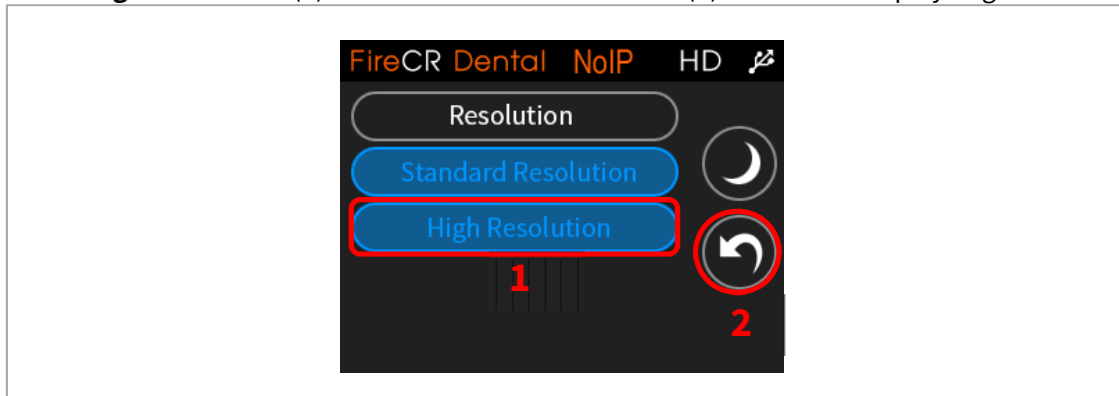 FireCR Dental NoIP HD
Resolution
Standard Resolution
High Resolution
1
2